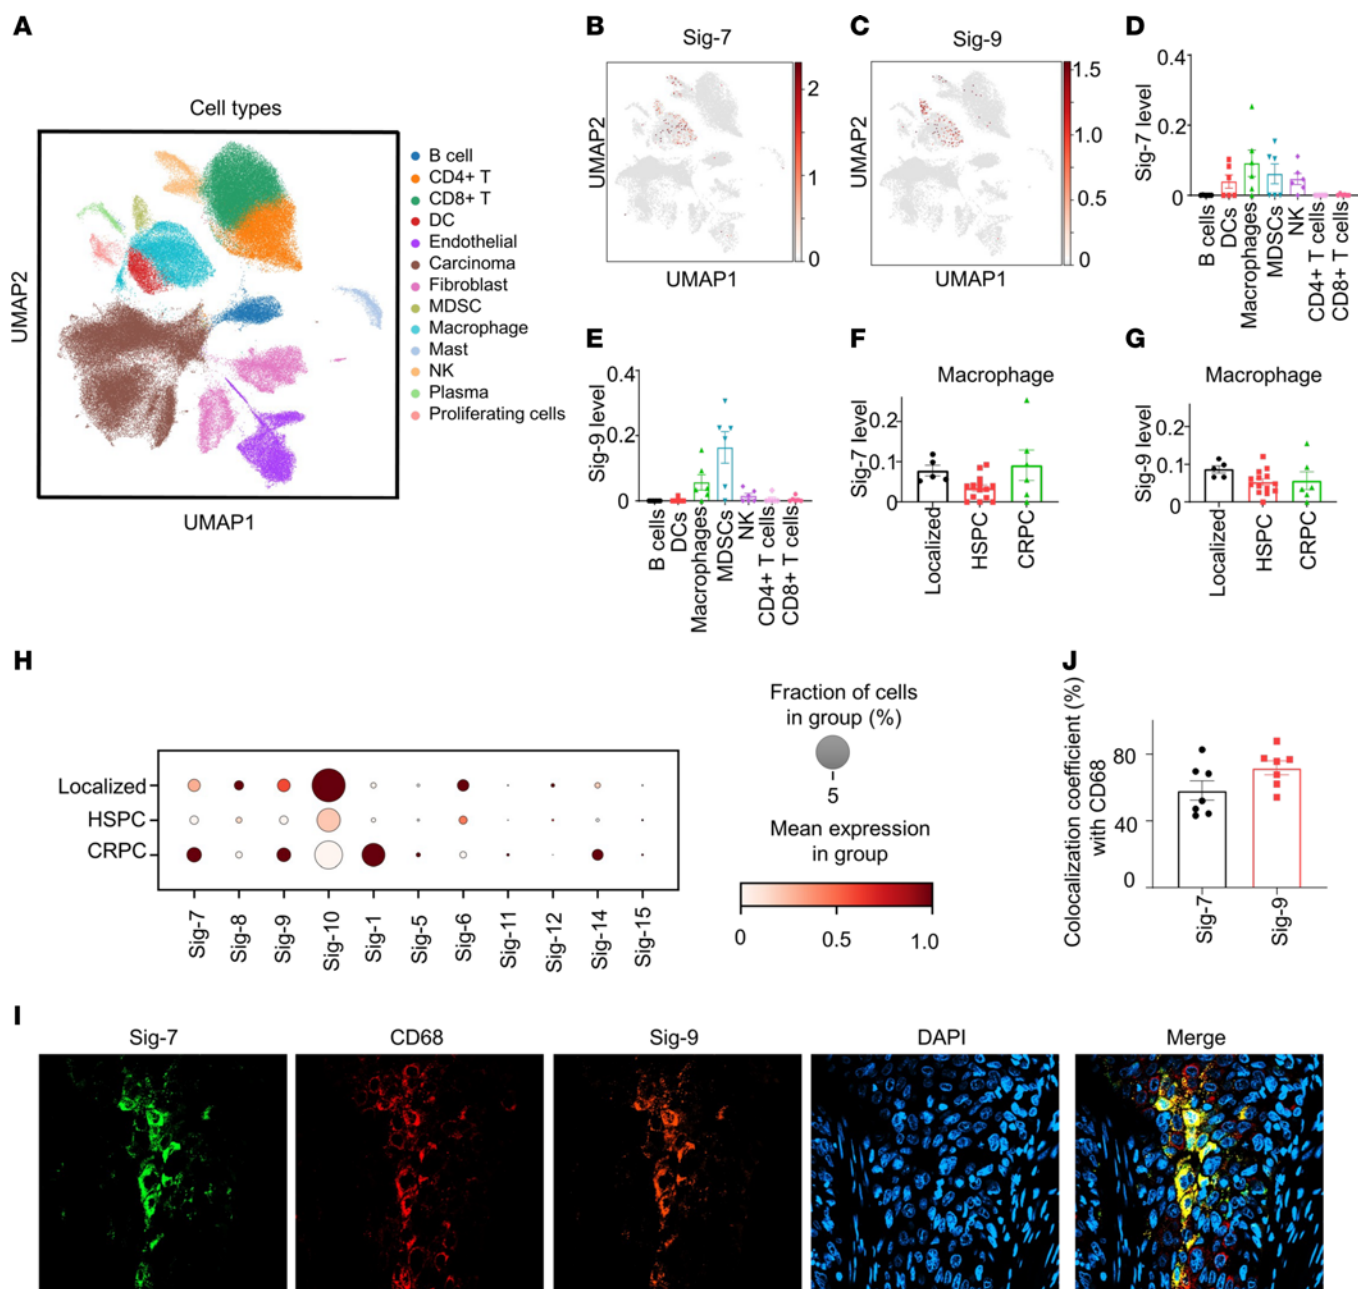 A
Cell types
UMAP2
UMAP1
B cell
CD4+ T
CD8+ T
DC
Endothelial
Carcinoma
Fibroblast
MDSC
Macrophage
Mast
NK
Plasma
Proliferating cells
B
Sig-7
UMAP2
UMAP1
2
1
0
C
Sig-9
UMAP2
UMAP1
1.5
1.0
0.5
0
D
Sig-7 level
0.4
0.2
0
B cells
DCs
Macrophages
MDSCs
NK
CD4+ T cells
CD8+ T cells
E
Sig-9 level
0.4
0.2
0
B cells
DCs
Macrophages
MDSCs
NK
CD4+ T cells
CD8+ T cells
F
Macrophage
Sig-7 level
0.2
0.1
0
Localized
HSPC
CRPC
G
Macrophage
Sig-9 level
0.2
0.1
0
Localized
HSPC
CRPC
H
Localized
HSPC
CRPC
Sig-7
Sig-8
Sig-9
Sig-10
Sig-1
Sig-5
Sig-6
Sig-11
Sig-12
Sig-14
Sig-15
Fraction of cells
in group (%)
5
Mean expression
in group
0
0.5
1.0
J
Colocalization coefficient (%)
with CD68
80
40
0
Sig-7
Sig-9
I
Sig-7
CD68
Sig-9
DAPI
Merge